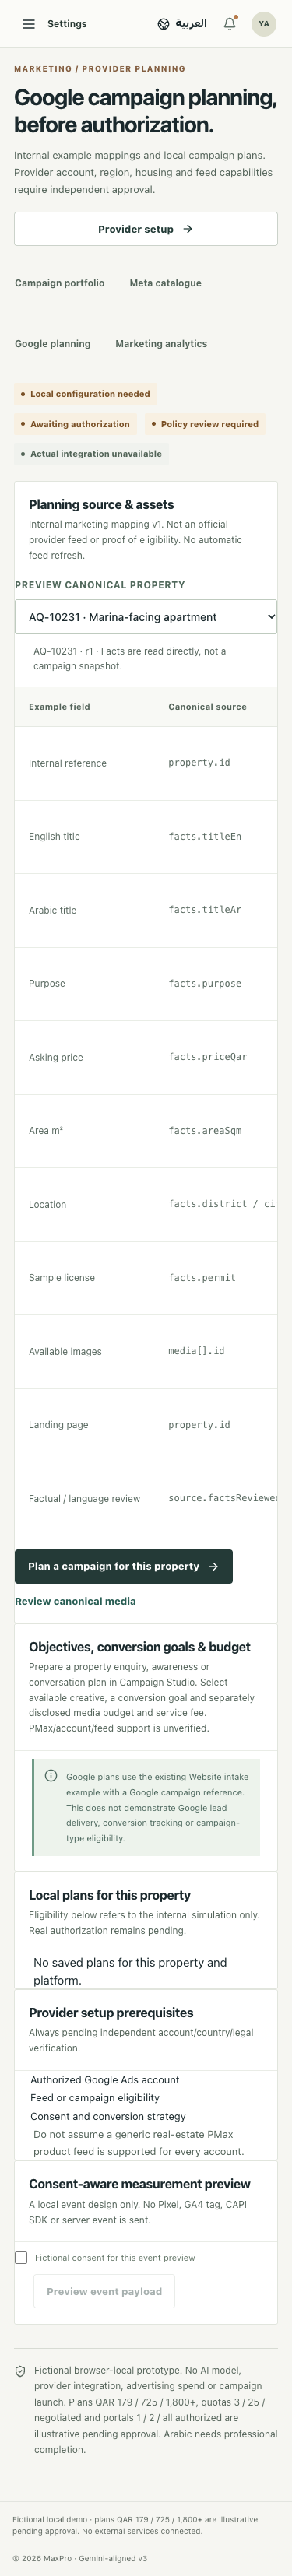 Settings
العربية
YA
MARKETING / PROVIDER PLANNING
Google campaign planning,
before authorization.
Internal example mappings and local campaign plans.
Provider account, region, housing and feed capabilities
require independent approval.
Provider setup
Campaign portfolio
Meta catalogue
Google planning
Marketing analytics
Local configuration needed
Awaiting authorization
Policy review required
Actual integration unavailable
Planning source & assets
Internal marketing mapping v1. Not an official
provider feed or proof of eligibility. No automatic
feed refresh.
PREVIEW CANONICAL PROPERTY
AQ-10231 · Marina-facing apartment
AQ-10231 · r1 · Facts are read directly, not a
campaign snapshot.
Example field
Canonical source
Internal reference
property.id
English title
facts.titleEn
Arabic title
facts.titleAr
Purpose
facts.purpose
Asking price
facts.priceQar
Area m²
facts.areaSqm
Location
facts.district / ci
Sample license
facts.permit
Available images
media[].id
Landing page
property.id
Factual / language review
source.factsReviewed
Plan a campaign for this property
Review canonical media
Objectives, conversion goals & budget
Prepare a property enquiry, awareness or
conversation plan in Campaign Studio. Select
available creative, a conversion goal and separately
disclosed media budget and service fee.
PMax/account/feed support is unverified.
Google plans use the existing Website intake
example with a Google campaign reference.
This does not demonstrate Google lead
delivery, conversion tracking or campaign-
type eligibility.
Local plans for this property
Eligibility below refers to the internal simulation only.
Real authorization remains pending.
No saved plans for this property and
platform.
Provider setup prerequisites
Always pending independent account/country/legal
verification.
Authorized Google Ads account
Feed or campaign eligibility
Consent and conversion strategy
Do not assume a generic real-estate PMax
product feed is supported for every account.
Consent-aware measurement preview
A local event design only. No Pixel, GA4 tag, CAPI
SDK or server event is sent.
Fictional consent for this event preview
Preview event payload
Fictional browser-local prototype. No AI model,
provider integration, advertising spend or campaign
launch. Plans QAR 179 / 725 / 1,800+, quotas 3 / 25 /
negotiated and portals 1 / 2 / all authorized are
illustrative pending approval. Arabic needs professional
completion.
Fictional local demo · plans QAR 179 / 725 / 1,800+ are illustrative
pending approval. No external services connected.
© 2026 MaxPro · Gemini-aligned v3